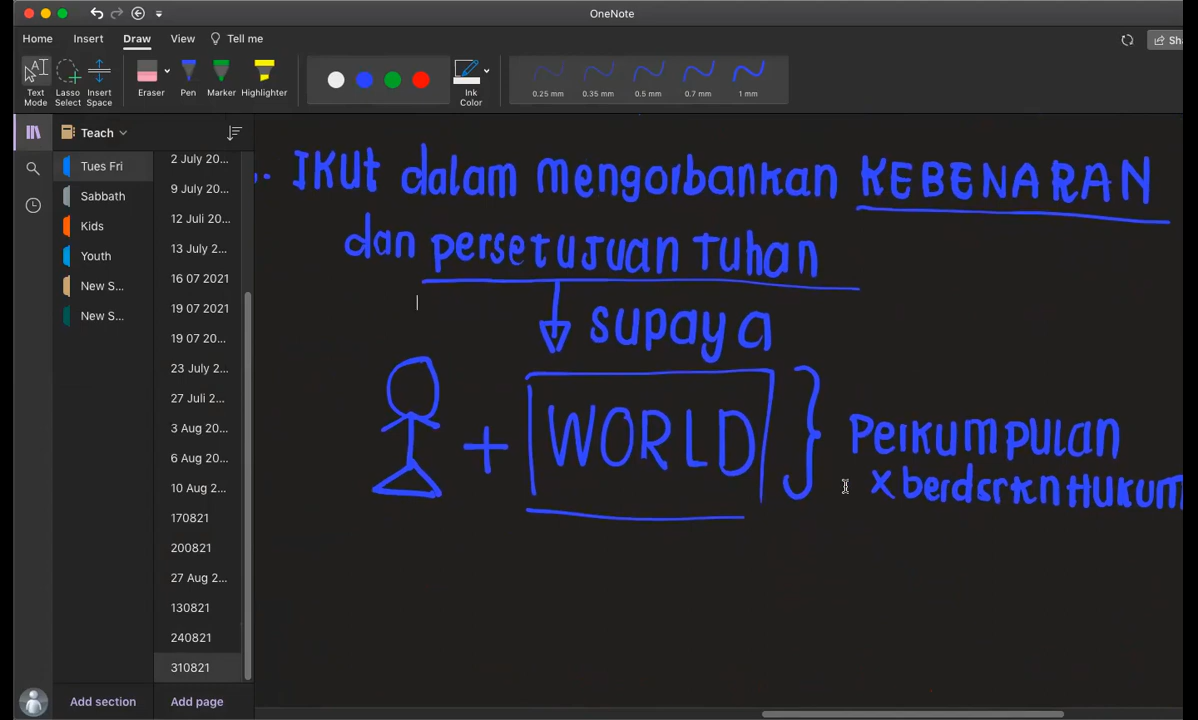 OneNote
Home Insert Draw View Tell me
Sha
Text Mode
Lasso Select
Insert Space
Eraser
Pen
Marker
Highlighter
Ink Color
0.25 mm 0.35 mm 0.5 mm 0.7 mm 1 mm
Teach
Tues Fri
Sabbath
Kids
Youth
New S...
New S...
2 July 20...
9 July 20...
12 Juli 20...
13 July 20...
16 07 2021
19 07 2021
19 07 20...
23 July 20...
27 Juli 20...
3 Aug 20...
6 Aug 20...
10 Aug 20...
170821
200821
27 Aug 2...
130821
240821
310821
Add section
Add page
IKUt dalam mengorbankan KEBENARAN
dan persetujuan tuhan
supaya
+ WORLD } Perkumpulan
x berdsrkn HUKUM